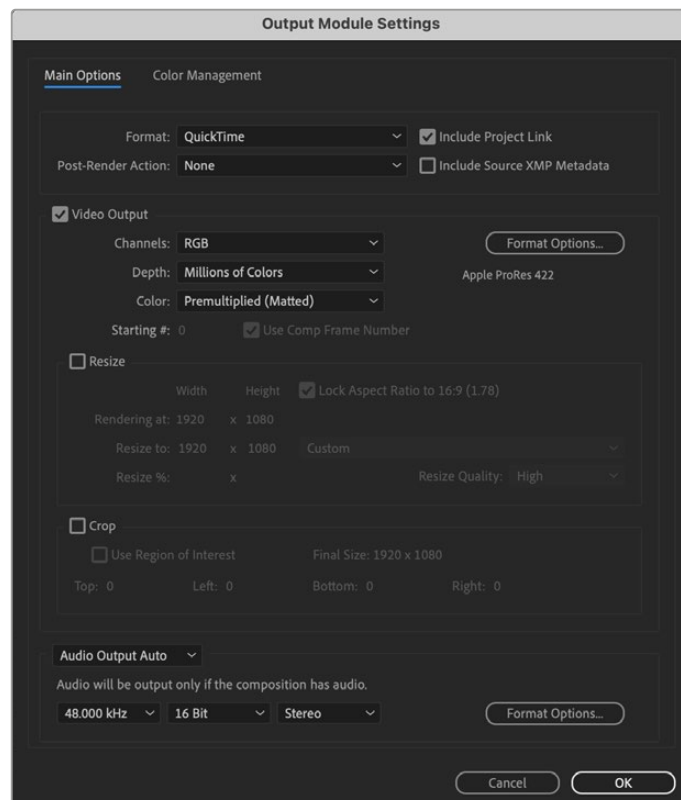 Output Module Settings
Main Options Color Management
Format: QuickTime Include Project Link
Post-Render Action: None Include Source XMP Metadata
Video Output
Channels: RGB Format Options...
Depth: Millions of Colors Apple ProRes 422
Color: Premultiplied (Matted)
Starting #: 0 Use Comp Frame Number
Resize
Width Height Lock Aspect Ratio to 16:9 (1.78)
Rendering at: 1920 x 1080
Resize to: 1920 x 1080 Custom
Resize %: x Resize Quality: High
Crop
Use Region of Interest Final Size: 1920 x 1080
Top: 0 Left: 0 Bottom: 0 Right: 0
Audio Output Auto
Audio will be output only if the composition has audio.
48.000 kHz 16 Bit Stereo Format Options...
Cancel OK